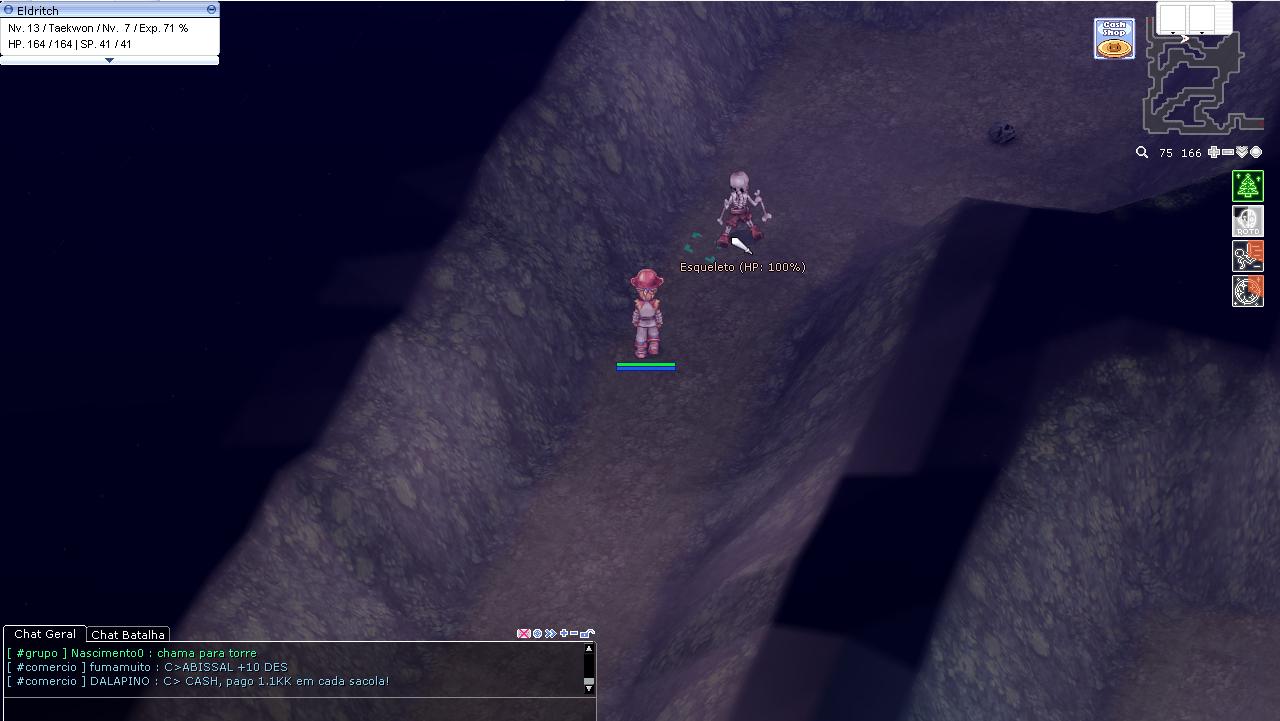 Eldritch
Nv. 13 / Taekwon / Nv. 7 / Exp. 71 %
HP. 164 / 164 | SP. 41 / 41
Cash
Shop
75 166
ROTO
Esqueleto (HP: 100%)
Chat Geral Chat Batalha
[ #grupo ] Nascimento0 : chama para torre
[ #comercio ] fumamuito : C>ABISSAL +10 DES
[ #comercio ] DALAPINO : C> CASH, pago 1.1KK em cada sacola!